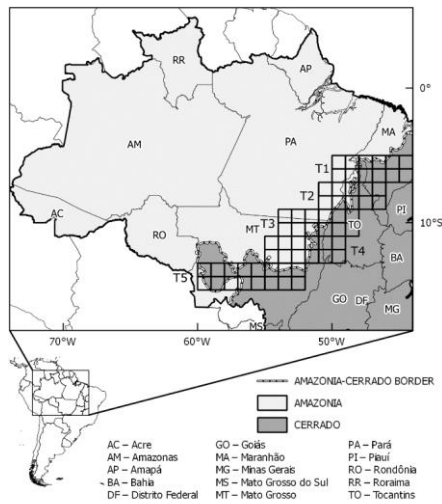 RR
AP
0°
AM
PA
MA
T1
T2
PI
AC
T3
TO
10°S
RO
MT
T4
BA
T5
GO
DF
MG
MS
70°W
60°W
50°W
AMAZONIA-CERRADO BORDER
AMAZONIA
CERRADO
AC – Acre
GO – Goiás
PA – Pará
AM – Amazonas
MA – Maranhão
PI – Piauí
AP – Amapá
MG – Minas Gerais
RO – Rondônia
BA – Bahia
MS – Mato Grosso do Sul
RR – Roraima
DF – Distrito Federal
MT – Mato Grosso
TO – Tocantins